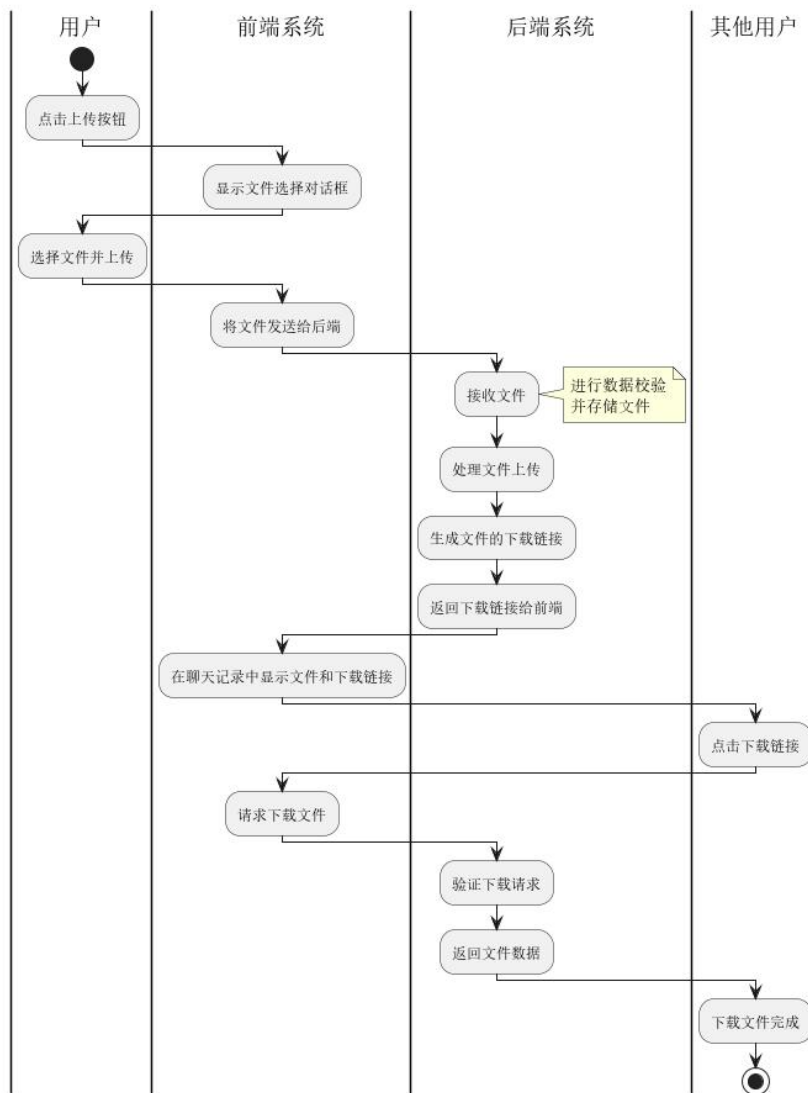 用户
前端系统
后端系统
其他用户
点击上传按钮
显示文件选择对话框
选择文件并上传
将文件发送给后端
接收文件
进行数据校验
并存储文件
处理文件上传
生成文件的下载链接
返回下载链接给前端
在聊天记录中显示文件和下载链接
点击下载链接
请求下载文件
验证下载请求
返回文件数据
下载文件完成